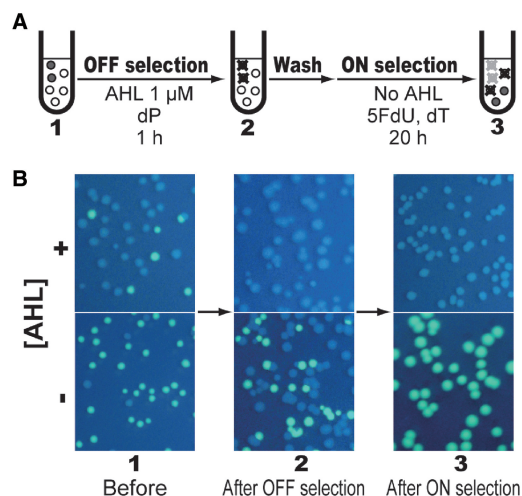 A
OFF selection
Wash
ON selection
AHL 1 µM
dP
1 h
No AHL
5FdU, dT
20 h
1
2
3
B
[AHL]
+
-
1
2
3
Before
After OFF selection
After ON selection